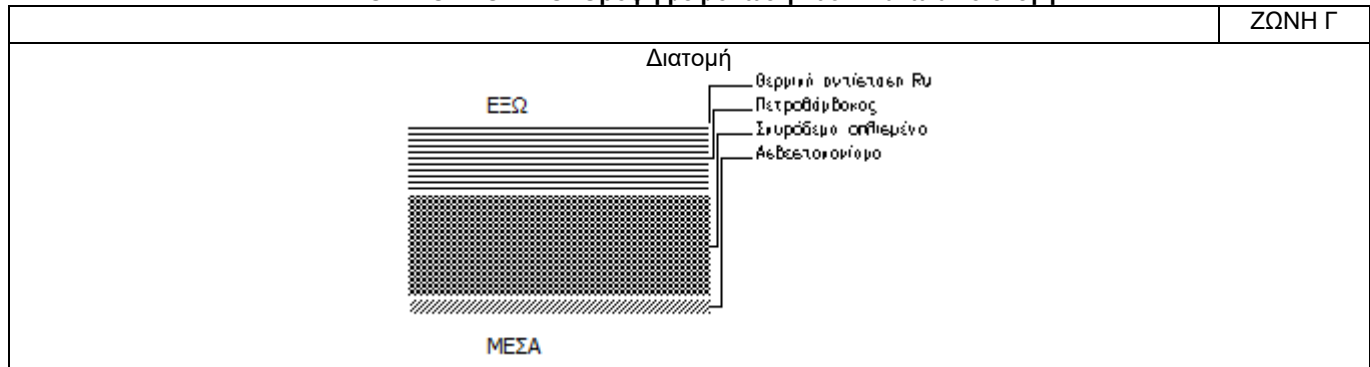 ΖΩΝΗ Γ
Διατομή
ΕΞΩ
Θερμική αντίσταση Ru
Πετροβάμβακος
Σκυρόδεμα οπλισμένο
Ασβεστοκονίαμα
ΜΕΣΑ